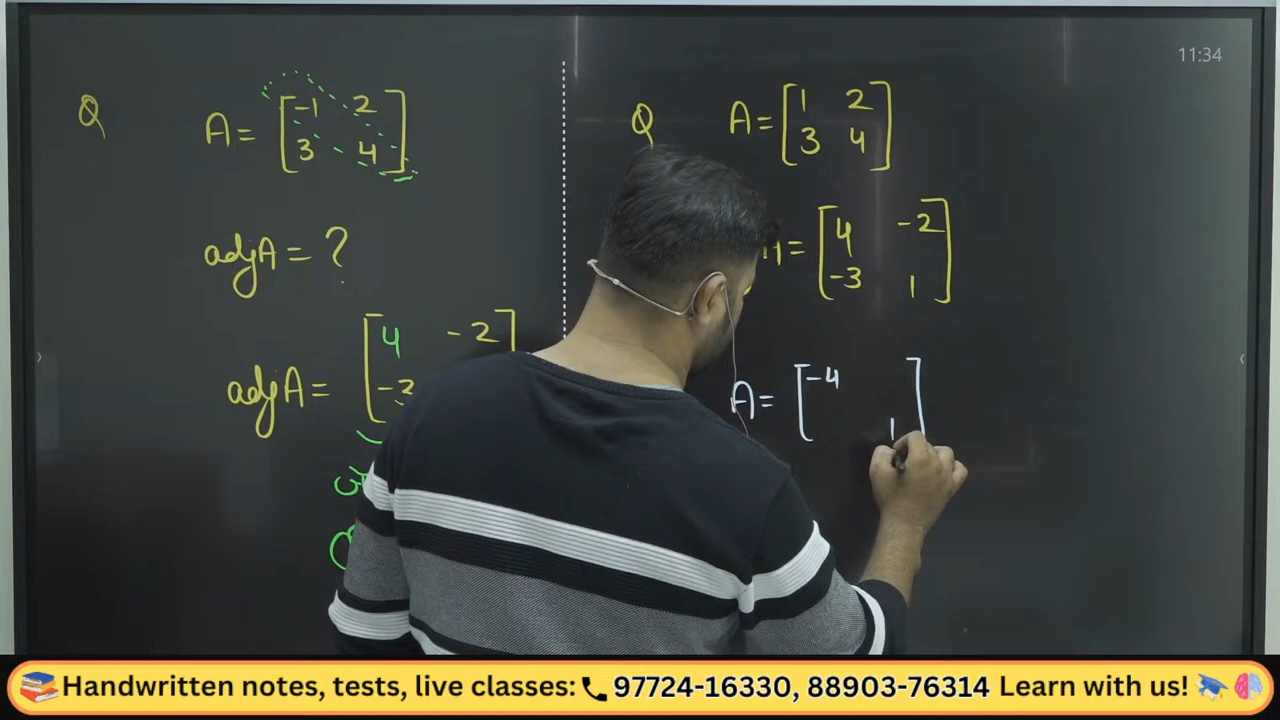 11:34
Q A = [-1 2
3 4]
adjA = ?
adjA = [4 -2
Q A = [1 2
3 4]
= [4 -2
-3 1]
A = [-4
1 ]
Handwritten notes, tests, live classes: 97724-16330, 88903-76314 Learn with us!